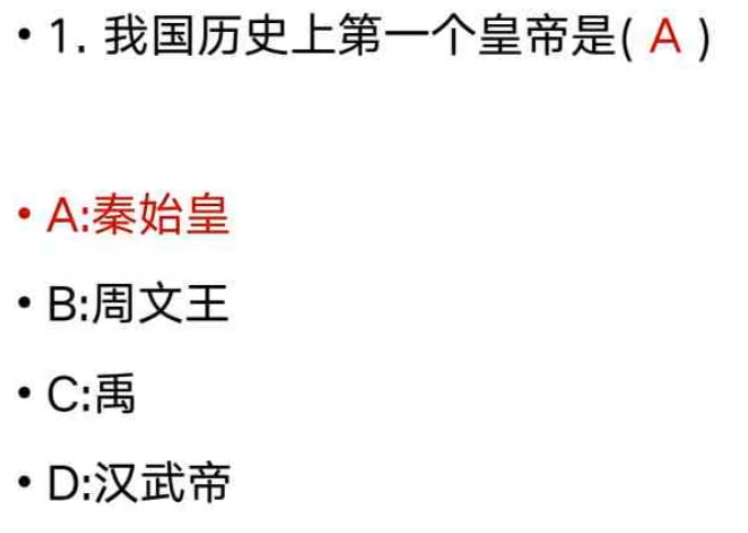 • 1. 我国历史上第一个皇帝是( A )
• A:秦始皇
• B:周文王
• C:禹
• D:汉武帝